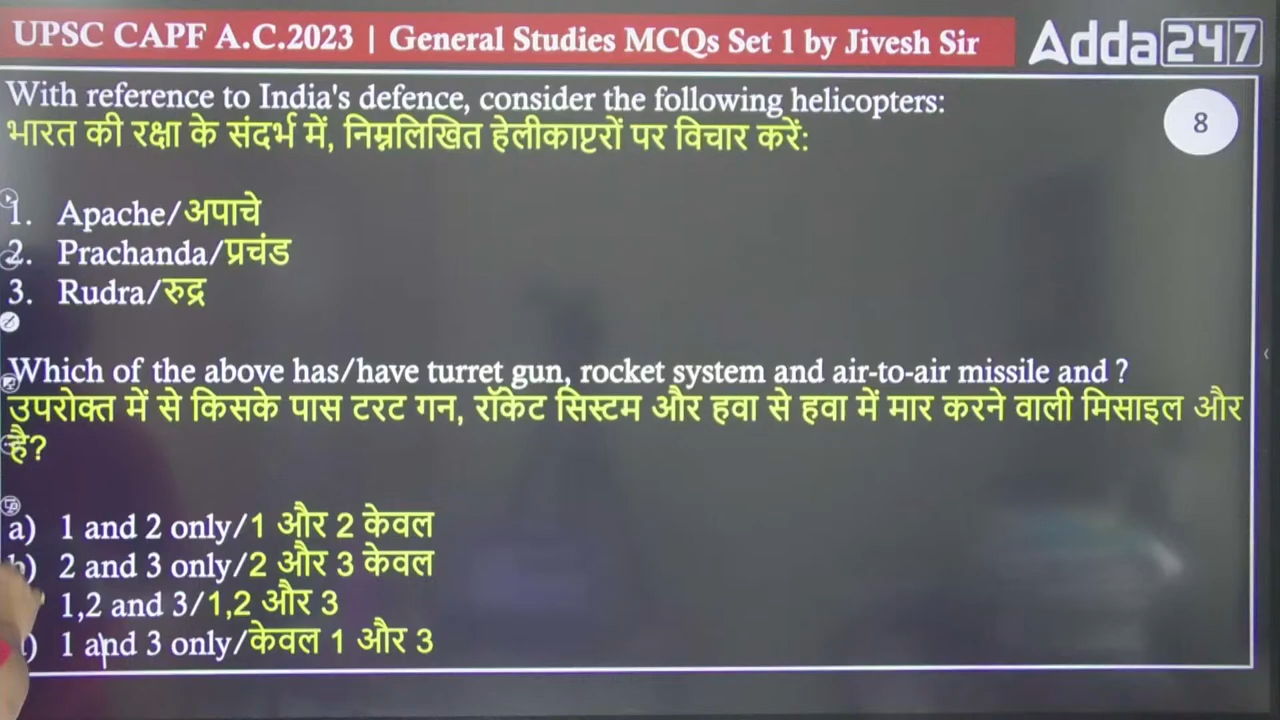 UPSC CAPF A.C.2023 | General Studies MCQs Set 1 by Jivesh Sir
Adda247
With reference to India's defence, consider the following helicopters:
8
भारत की रक्षा के संदर्भ में, निम्नलिखित हेलीकाप्टरों पर विचार करें:
1. Apache/अपाचे
2. Prachanda/प्रचंड
3. Rudra/रुद्र
Which of the above has/have turret gun, rocket system and air-to-air missile and ?
उपरोक्त में से किसके पास टरट गन, रॉकेट सिस्टम और हवा से हवा में मार करने वाली मिसाइल और
है?
a) 1 and 2 only/1 और 2 केवल
b) 2 and 3 only/2 और 3 केवल
1,2 and 3/1,2 और 3
) 1 and 3 only/केवल 1 और 3